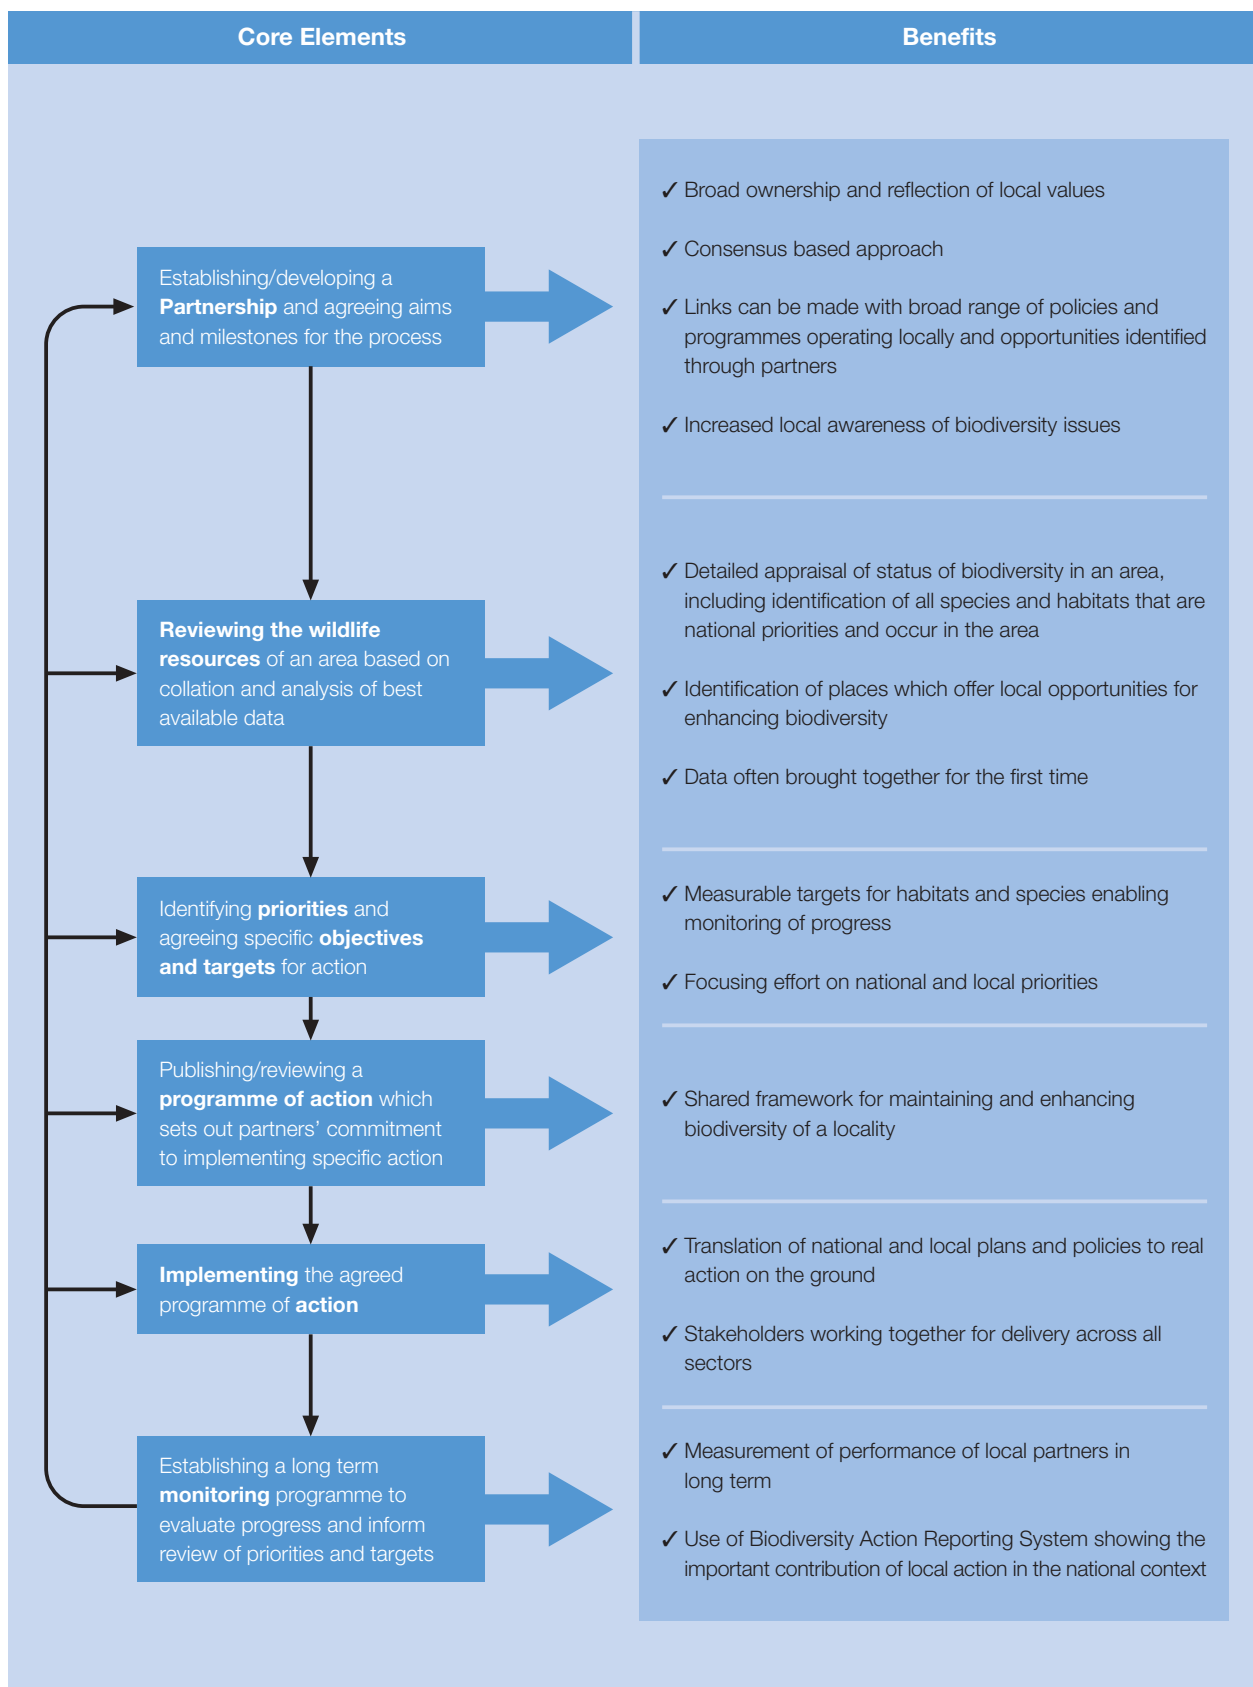 Core Elements
Benefits
Establishing/developing a
Partnership and agreeing aims
and milestones for the process
✓ Broad ownership and reflection of local values
✓ Consensus based approach
✓ Links can be made with broad range of policies and
programmes operating locally and opportunities identified
through partners
✓ Increased local awareness of biodiversity issues
Reviewing the wildlife
resources of an area based on
collation and analysis of best
available data
✓ Detailed appraisal of status of biodiversity in an area,
including identification of all species and habitats that are
national priorities and occur in the area
✓ Identification of places which offer local opportunities for
enhancing biodiversity
✓ Data often brought together for the first time
Identifying priorities and
agreeing specific objectives
and targets for action
✓ Measurable targets for habitats and species enabling
monitoring of progress
✓ Focusing effort on national and local priorities
Publishing/reviewing a
programme of action which
sets out partners’ commitment
to implementing specific action
✓ Shared framework for maintaining and enhancing
biodiversity of a locality
Implementing the agreed
programme of action
✓ Translation of national and local plans and policies to real
action on the ground
✓ Stakeholders working together for delivery across all
sectors
Establishing a long term
monitoring programme to
evaluate progress and inform
review of priorities and targets
✓ Measurement of performance of local partners in
long term
✓ Use of Biodiversity Action Reporting System showing the
important contribution of local action in the national context